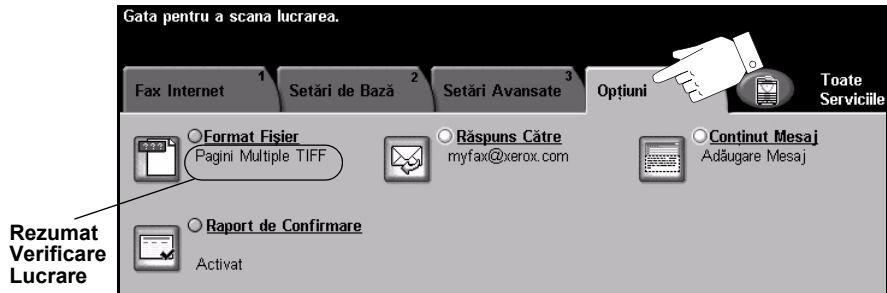 Gata pentru a scana lucrarea.
Fax Internet 1
Setări de Bază 2
Setări Avansate 3
Opțiuni
Toate
Serviciile
Format Fișier
Pagini Multiple TIFF
Răspuns Către
myfax@xerox.com
Conținut Mesaj
Adăugare Mesaj
Rezumat
Verificare
Lucrare
Raport de Confirmare
Activat